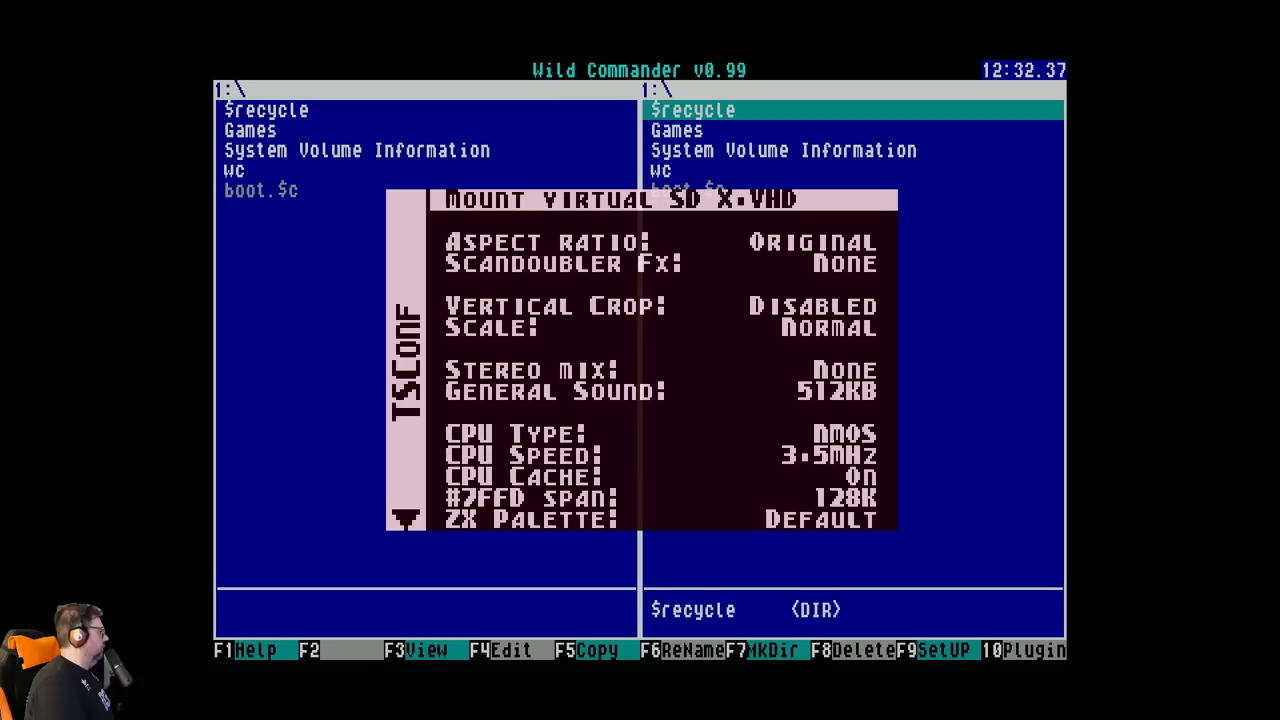 Wild Commander v0.99
12:32.37
1:\
1:\
$recycle
Games
System Volume Information
wc
boot.$c
$recycle
Games
System Volume Information
wc
boot.$c
TSConf
Mount virtual SD X.VHD
Aspect ratio: Original
Scandoubler Fx: None
Vertical Crop: Disabled
Scale: Normal
Stereo mix: None
General Sound: 512KB
CPU Type: NMOS
CPU Speed: 3.5MHz
CPU Cache: On
#7FFD span: 128K
ZX Palette: Default
$recycle <DIR>
F1Help F2 F3View F4Edit F5Copy F6ReName F7MkDir F8Delete F9SetUP 10Plugin